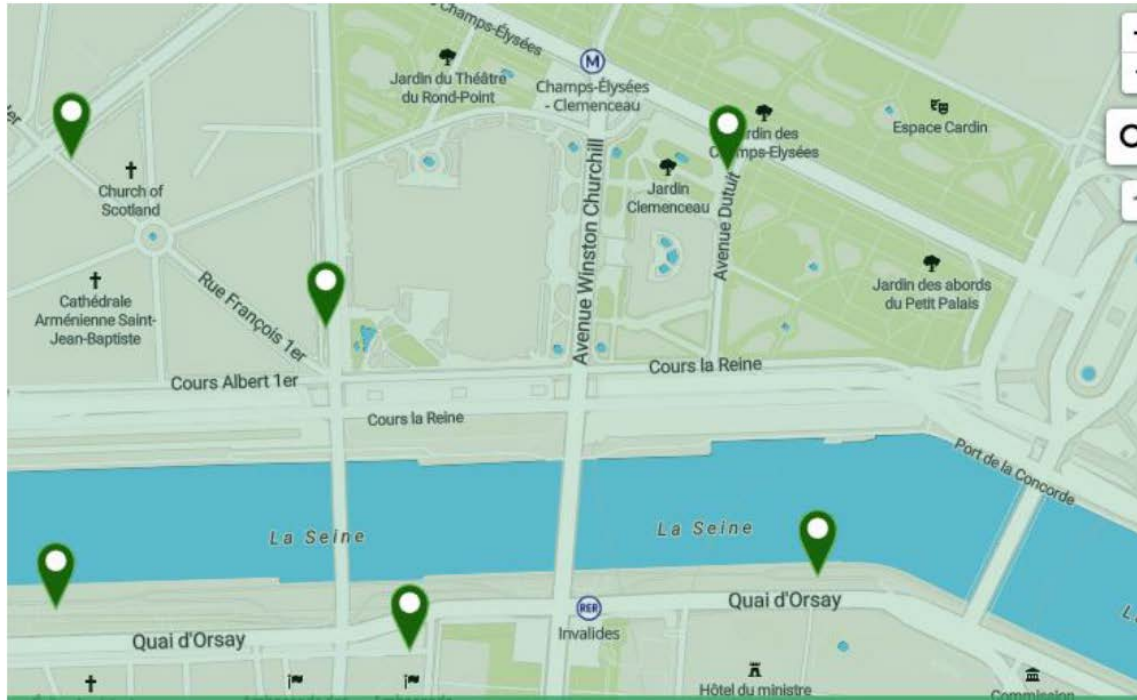 Champs-Élysées
M
Jardin du Théâtre
du Rond-Point
Champs-Élysées
- Clemenceau
Espace Cardin
Jardin des
Champs-Elysées
Church of
Scotland
Jardin
Clemenceau
Avenue Dutuit
Avenue Winston Churchill
Rue François 1er
Cathédrale
Arménienne Saint-
Jean-Baptiste
Jardin des abords
du Petit Palais
Cours Albert 1er
Cours la Reine
Cours la Reine
Port de la Concorde
La Seine
La Seine
Quai d'Orsay
RER
Invalides
Quai d'Orsay
Hôtel du ministre
Commission